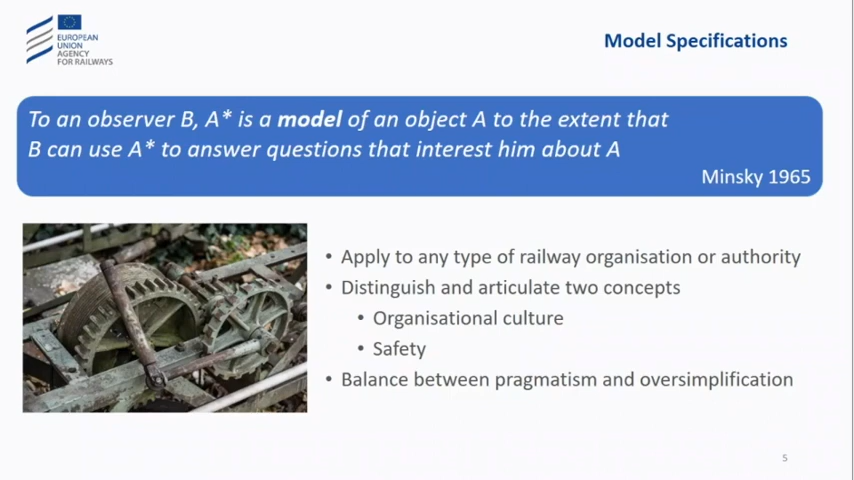 EUROPEAN
UNION
AGENCY
FOR RAILWAYS
Model Specifications
To an observer B, A* is a model of an object A to the extent that
B can use A* to answer questions that interest him about A
Minsky 1965
• Apply to any type of railway organisation or authority
• Distinguish and articulate two concepts
• Organisational culture
• Safety
• Balance between pragmatism and oversimplification
5